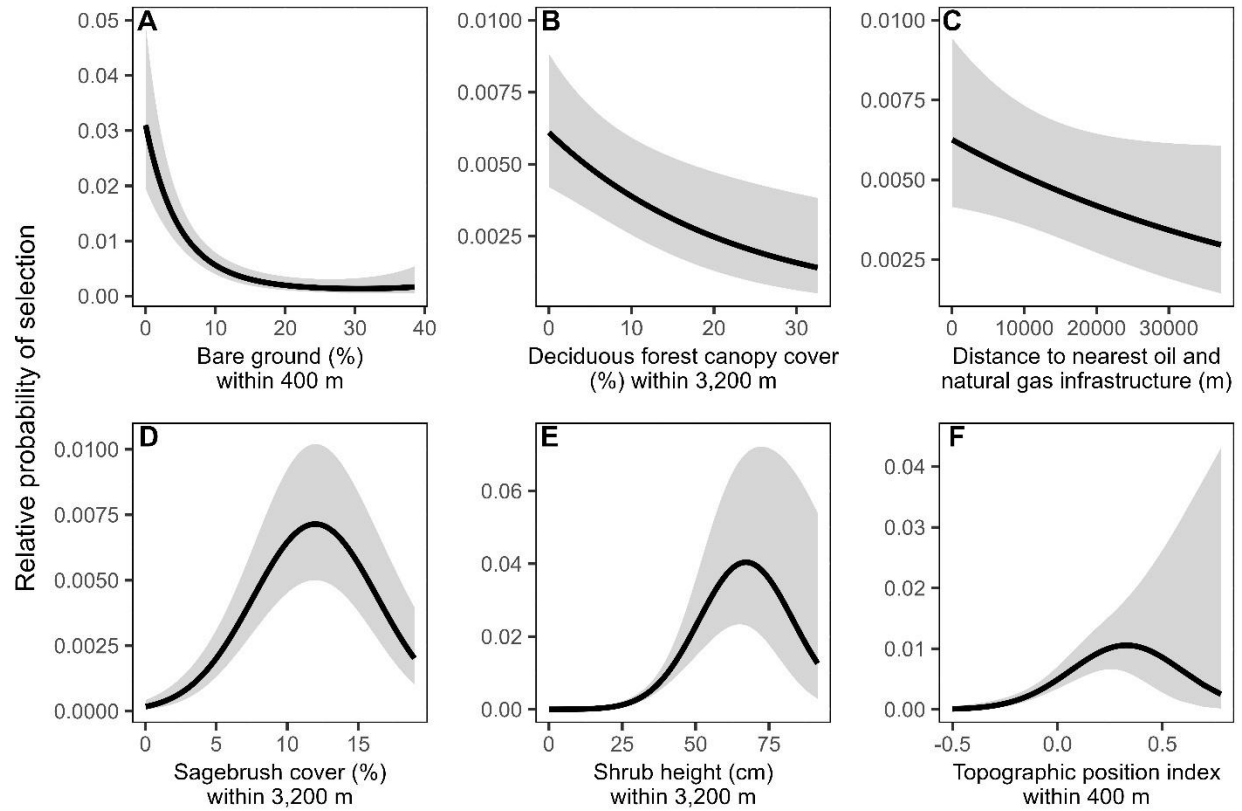 Relative probability of selection
A
0.05
0.04
0.03
0.02
0.01
0.00
0 10 20 30 40
Bare ground (%)
within 400 m
B
0.0100
0.0075
0.0050
0.0025
0 10 20 30
Deciduous forest canopy cover
(%) within 3,200 m
C
0.0100
0.0075
0.0050
0.0025
0 10000 20000 30000
Distance to nearest oil and
natural gas infrastructure (m)
D
0.0100
0.0075
0.0050
0.0025
0.0000
0 5 10 15
Sagebrush cover (%)
within 3,200 m
E
0.06
0.04
0.02
0.00
0 25 50 75
Shrub height (cm)
within 3,200 m
F
0.04
0.03
0.02
0.01
0.00
-0.5 0.0 0.5
Topographic position index
within 400 m